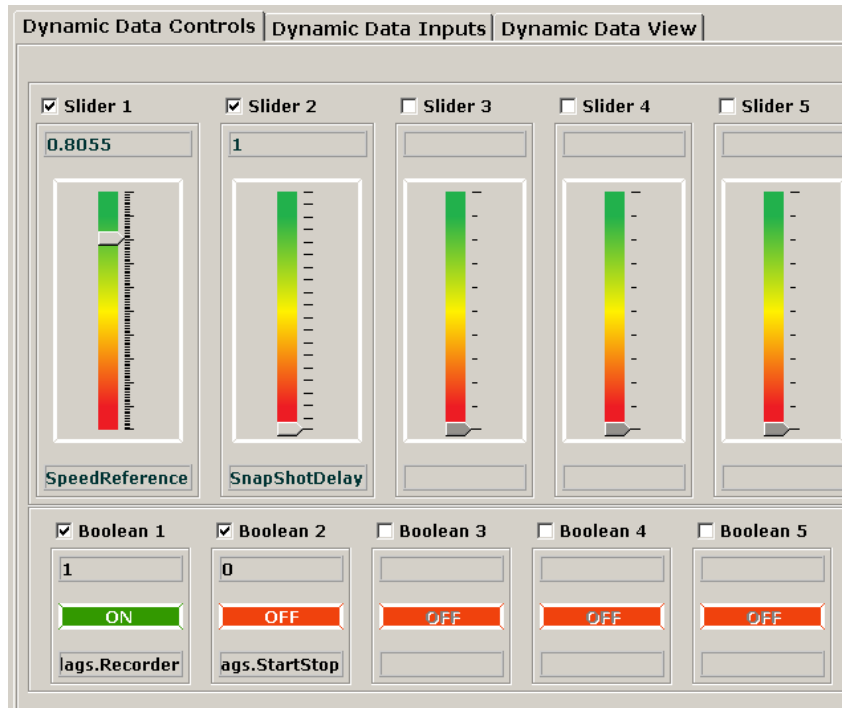 Dynamic Data Controls Dynamic Data Inputs Dynamic Data View
Slider 1 Slider 2 Slider 3 Slider 4 Slider 5
0.8055 1
SpeedReference SnapShotDelay
Boolean 1 Boolean 2 Boolean 3 Boolean 4 Boolean 5
1 0
ON OFF OFF OFF OFF
lags.Recorder ags.StartStop